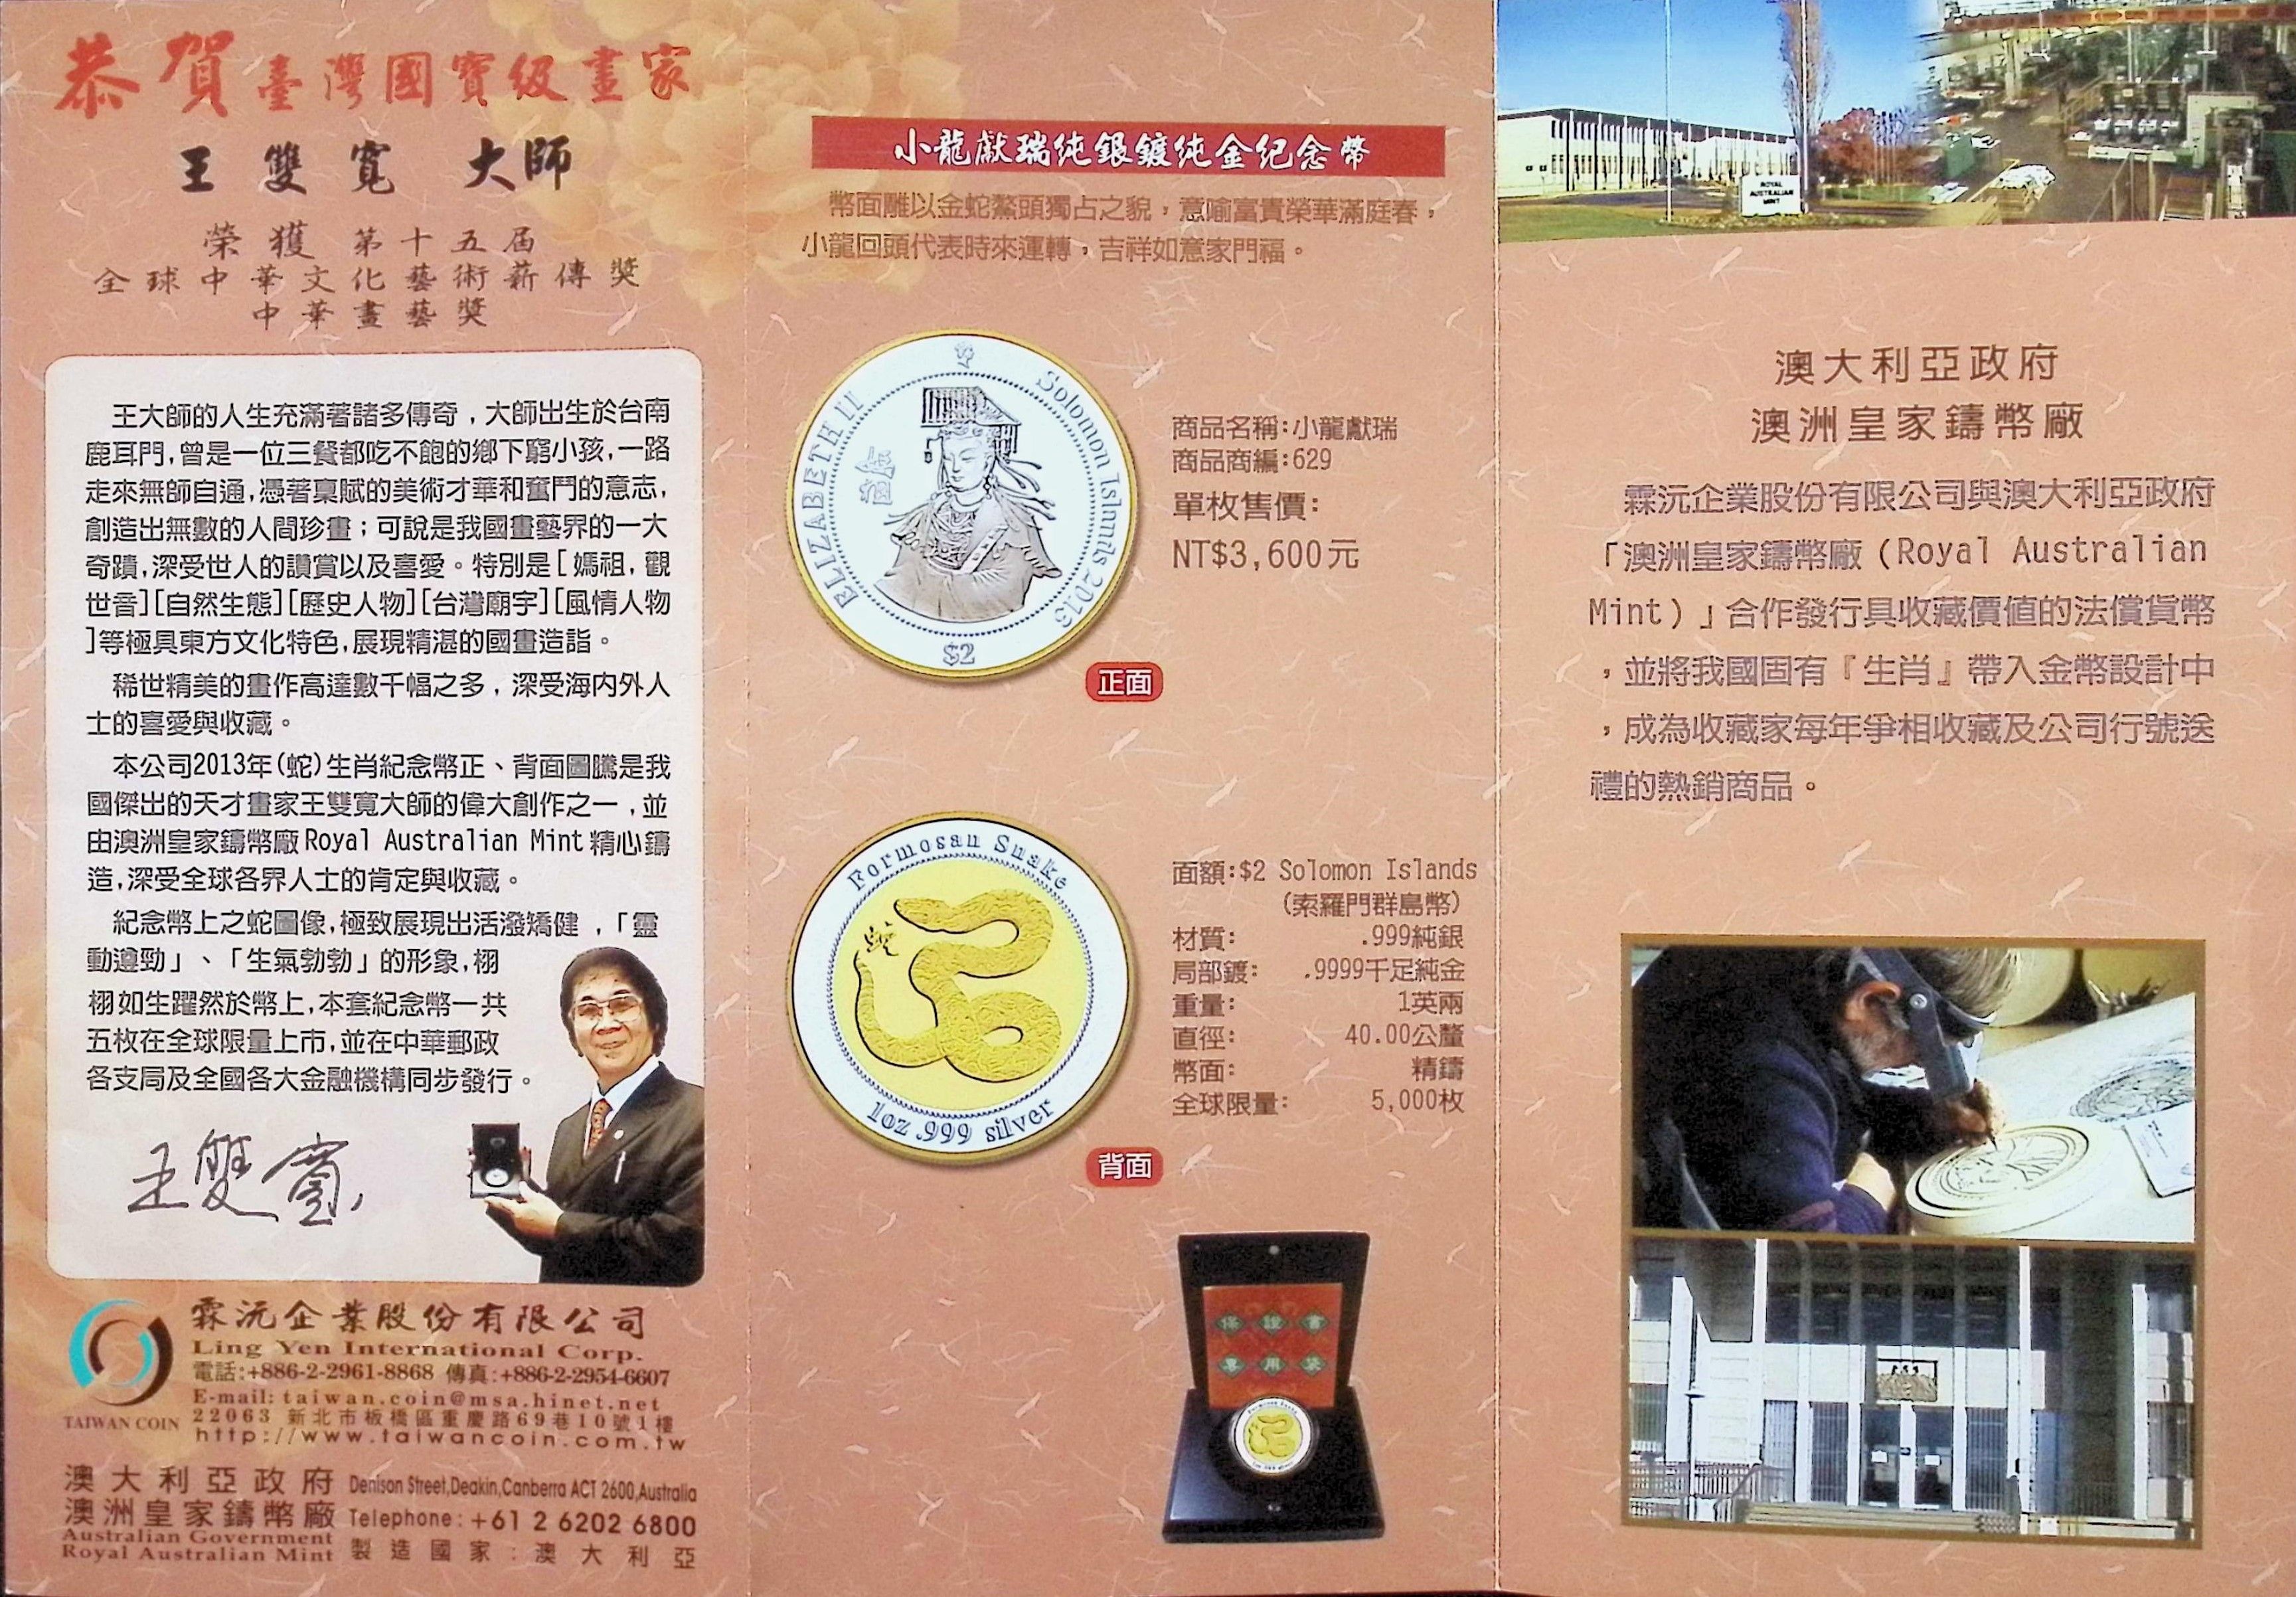 恭賀臺灣國寶級畫家
王雙寬 大師
榮獲 第十五屆
全球中華文化藝術薪傳獎
中華畫藝獎
王大師的人生充滿著諸多傳奇，大師出生於台南
鹿耳門，曾是一位三餐都吃不飽的鄉下窮小孩，一路
走來無師自通，憑著稟賦的美術才華和奮鬥的意志，
創造出無數的人間珍畫；可說是我國畫藝界的一大
奇蹟，深受世人的讚賞以及喜愛。特別是[媽祖，觀
世音][自然生態][歷史人物][台灣廟宇][風情人物
]等極具東方文化特色，展現精湛的國畫造詣。
稀世精美的畫作高達數千幅之多，深受海內外人
士的喜愛與收藏。
本公司2013年(蛇)生肖紀念幣正、背面圖騰是我
國傑出的天才畫家王雙寬大師的偉大創作之一，並
由澳洲皇家鑄幣廠Royal Australian Mint精心鑄
造，深受全球各界人士的肯定與收藏。
紀念幣上之蛇圖像，極致展現出活潑矯健，「靈
動遒勁」、「生氣勃勃」的形象，栩
栩如生躍然於幣上，本套紀念幣一共
五枚在全球限量上市，並在中華郵政
各支局及全國各大金融機構同步發行。
王雙寬
TAIWAN COIN
霖沅企業股份有限公司
Ling Yen International Corp.
電話:+886-2-2961-8868 傳真:+886-2-2954-6607
E-mail: taiwan.coin@msa.hinet.net
22063 新北市板橋區重慶路69巷10號1樓
http://www.taiwancoin.com.tw
澳大利亞政府 Denison Street,Deakin,Canberra ACT 2600,Australia
澳洲皇家鑄幣廠 Telephone: +61 2 6202 6800
Australian Government
Royal Australian Mint 製造國家:澳大利亞
小龍獻瑞純銀鍍純金紀念幣
幣面雕以金蛇鰲頭獨占之貌，意喻富貴榮華滿庭春，
小龍回頭代表時來運轉，吉祥如意家門福。
ELIZABETH II
Solomon Islands 2013
$2
正面
商品名稱:小龍獻瑞
商品商編:629
單枚售價:
NT$3,600元
Formosan Snake
蛇
1oz .999 silver
背面
面額:$2 Solomon Islands
(索羅門群島幣)
材質: .999純銀
局部鍍: .9999千足純金
重量: 1英兩
直徑: 40.00公釐
幣面: 精鑄
全球限量: 5,000枚
保證書
專用袋
ROYAL
AUSTRALIAN
MINT
澳大利亞政府
澳洲皇家鑄幣廠
霖沅企業股份有限公司與澳大利亞政府
「澳洲皇家鑄幣廠(Royal Australian
Mint)」合作發行具收藏價值的法償貨幣
，並將我國固有『生肖』帶入金幣設計中
，成為收藏家每年爭相收藏及公司行號送
禮的熱銷商品。